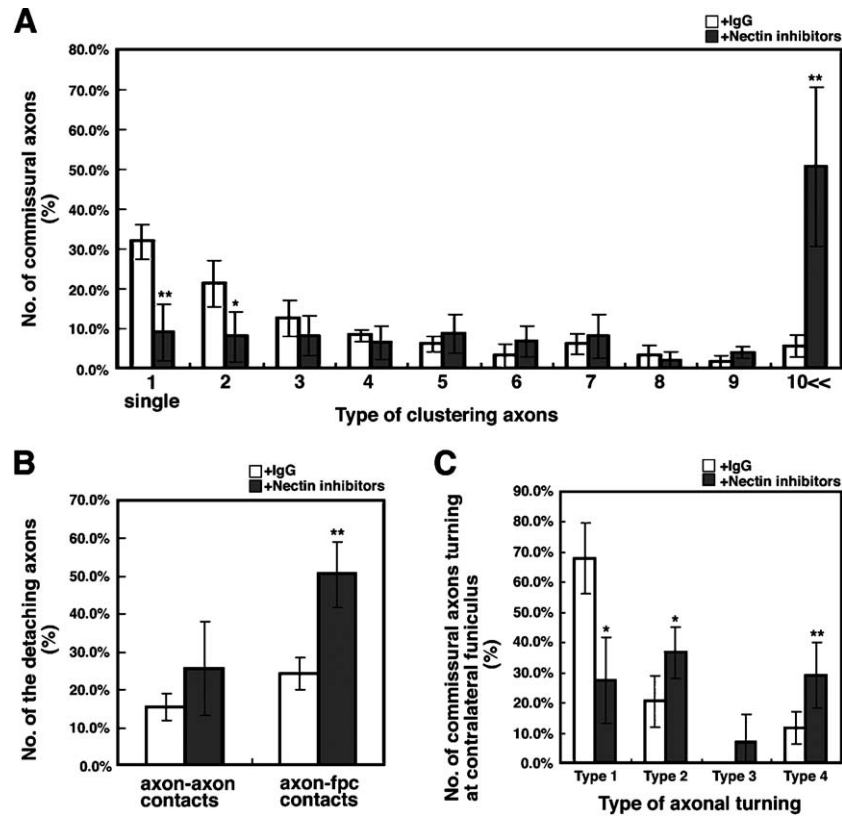 A
+IgG
+Nectin inhibitors
No. of commissural axons
(%)
80.0%
70.0%
60.0%
50.0%
40.0%
30.0%
20.0%
10.0%
0.0%
**
*
**
1 2 3 4 5 6 7 8 9 10<<
single
Type of clustering axons
B
+IgG
+Nectin inhibitors
No. of the detaching axons
(%)
70.0%
60.0%
50.0%
40.0%
30.0%
20.0%
10.0%
0.0%
**
axon-axon
contacts
axon-fpc
contacts
C
+IgG
+Nectin inhibitors
No. of commissural axons turning
at contralateral funiculus
(%)
90.0%
80.0%
70.0%
60.0%
50.0%
40.0%
30.0%
20.0%
10.0%
0.0%
*
*
**
Type 1 Type 2 Type 3 Type 4
Type of axonal turning